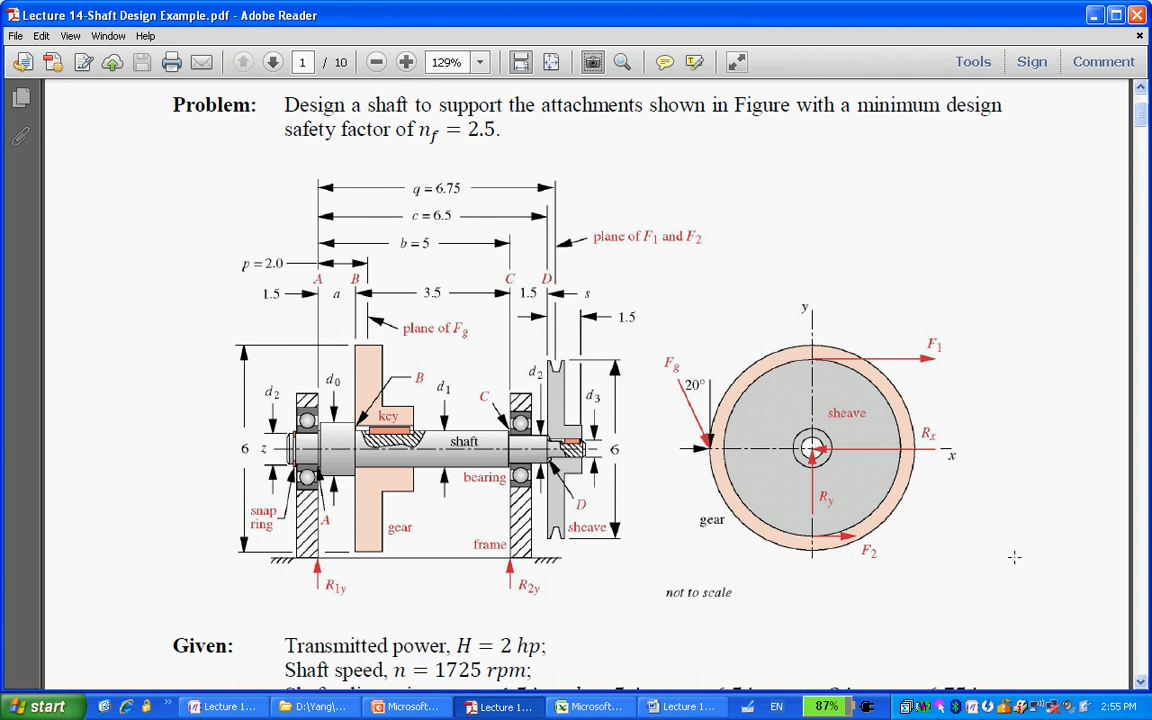 Lecture 14-Shaft Design Example.pdf - Adobe Reader
File Edit View Window Help
1 / 10 129% Tools Sign Comment
Problem: Design a shaft to support the attachments shown in Figure with a minimum design
safety factor of nf = 2.5.
q = 6.75
c = 6.5
plane of F1 and F2
b = 5
p = 2.0
A B C D
1.5 a 3.5 1.5 s
1.5
plane of Fg
y
F1
Fg
20°
d2 d0 B d1 C d2 d3
key
sheave
6 z shaft 6
Rx
x
bearing
Ry
snap
ring
A
D
gear sheave
gear
frame
F2
R1y R2y
not to scale
Given: Transmitted power, H = 2 hp;
Shaft speed, n = 1725 rpm;
start Lecture 1... D:\Yang\... Microsoft... Lecture 1... Microsoft... Lecture 1... EN 87% 2:55 PM